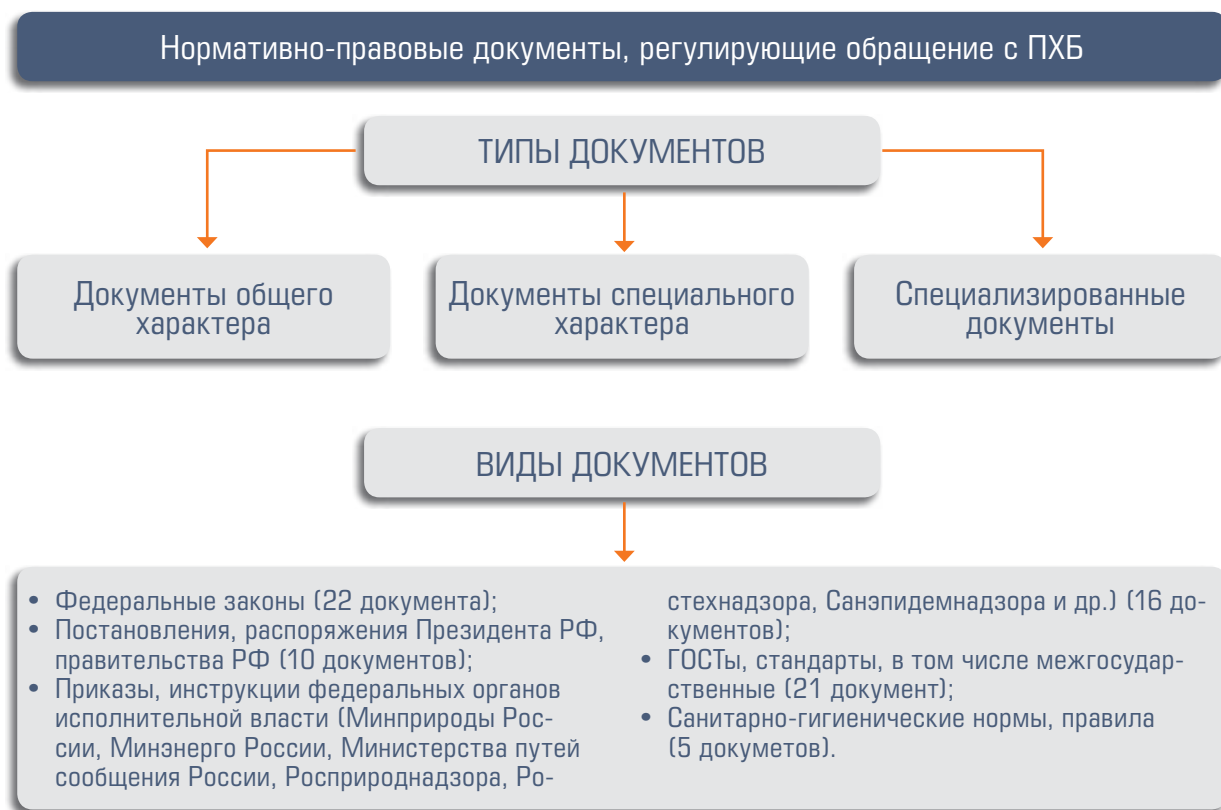 Нормативно-правовые документы, регулирующие обращение с ПХБ
ТИПЫ ДОКУМЕНТОВ
Документы общего
характера
Документы специального
характера
Специализированные
документы
ВИДЫ ДОКУМЕНТОВ
• Федеральные законы (22 документа);
• Постановления, распоряжения Президента РФ,
правительства РФ (10 документов);
• Приказы, инструкции федеральных органов
исполнительной власти (Минприроды Рос-
сии, Минэнерго России, Министерства путей
сообщения России, Росприроднадзора, Ро-
стехнадзора, Санэпидемнадзора и др.) (16 до-
кументов);
• ГОСТы, стандарты, в том числе межгосудар-
ственные (21 документ);
• Санитарно-гигиенические нормы, правила
(5 докуметов).